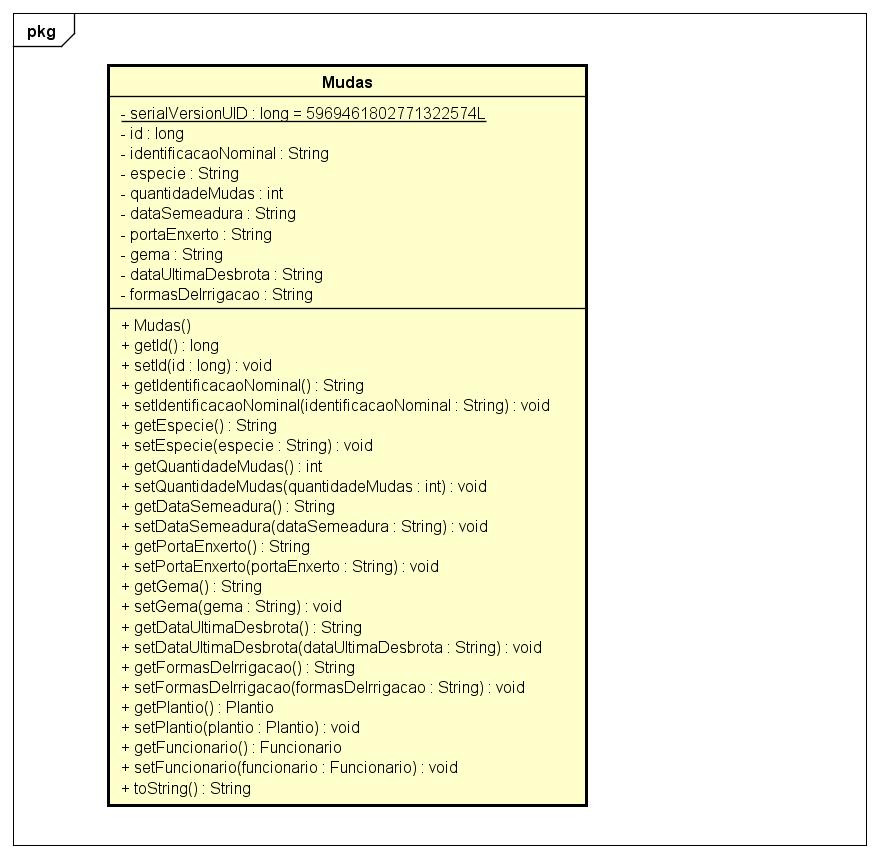 pkg
Mudas
- serialVersionUID : long = 5969461802771322574L
- id : long
- identificacaoNominal : String
- especie : String
- quantidadeMudas : int
- dataSemeadura : String
- portaEnxerto : String
- gema : String
- dataUltimaDesbrota : String
- formasDeIrrigacao : String
+ Mudas()
+ getId() : long
+ setId(id : long) : void
+ getIdentificacaoNominal() : String
+ setIdentificacaoNominal(identificacaoNominal : String) : void
+ getEspecie() : String
+ setEspecie(especie : String) : void
+ getQuantidadeMudas() : int
+ setQuantidadeMudas(quantidadeMudas : int) : void
+ getDataSemeadura() : String
+ setDataSemeadura(dataSemeadura : String) : void
+ getPortaEnxerto() : String
+ setPortaEnxerto(portaEnxerto : String) : void
+ getGema() : String
+ setGema(gema : String) : void
+ getDataUltimaDesbrota() : String
+ setDataUltimaDesbrota(dataUltimaDesbrota : String) : void
+ getFormasDeIrrigacao() : String
+ setFormasDeIrrigacao(formasDeIrrigacao : String) : void
+ getPlantio() : Plantio
+ setPlantio(plantio : Plantio) : void
+ getFuncionario() : Funcionario
+ setFuncionario(funcionario : Funcionario) : void
+ toString() : String